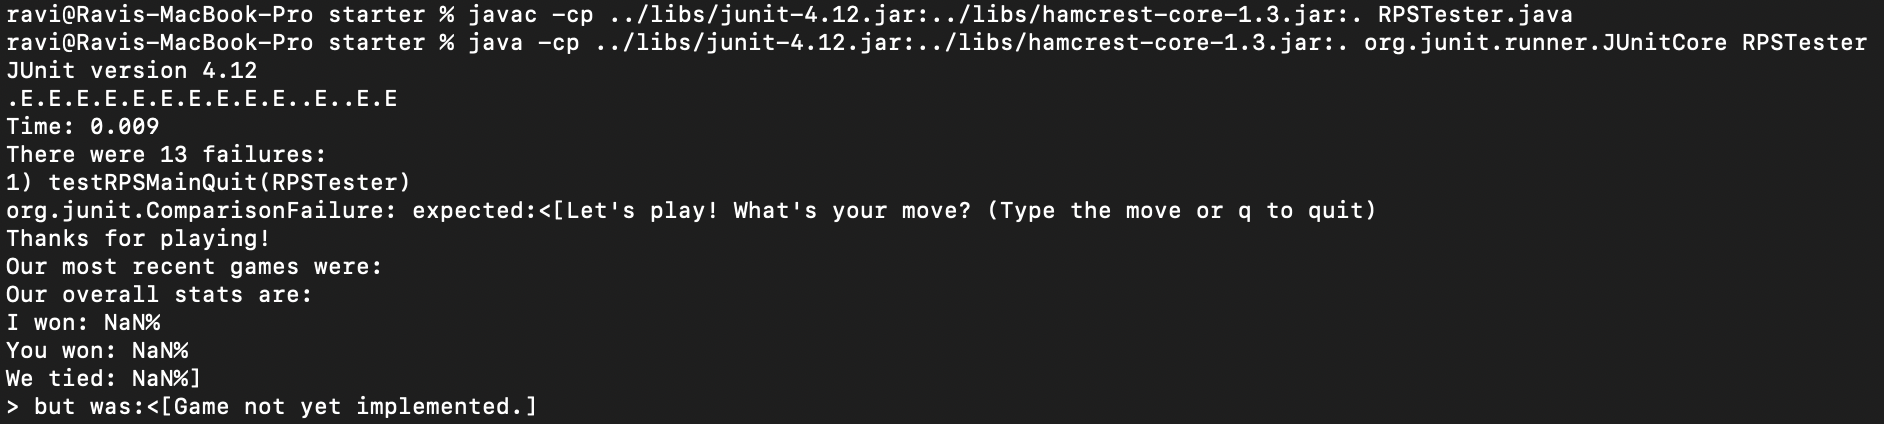 ravi@Ravis-MacBook-Pro starter % javac -cp ../libs/junit-4.12.jar:../libs/hamcrest-core-1.3.jar:. RPSTester.java
ravi@Ravis-MacBook-Pro starter % java -cp ../libs/junit-4.12.jar:../libs/hamcrest-core-1.3.jar:. org.junit.runner.JUnitCore RPSTester
JUnit version 4.12
.E.E.E.E.E.E.E.E.E.E..E..E.E
Time: 0.009
There were 13 failures:
1) testRPSMainQuit(RPSTester)
org.junit.ComparisonFailure: expected:<[Let's play! What's your move? (Type the move or q to quit)
Thanks for playing!
Our most recent games were:
Our overall stats are:
I won: NaN%
You won: NaN%
We tied: NaN%]
> but was:<[Game not yet implemented.]